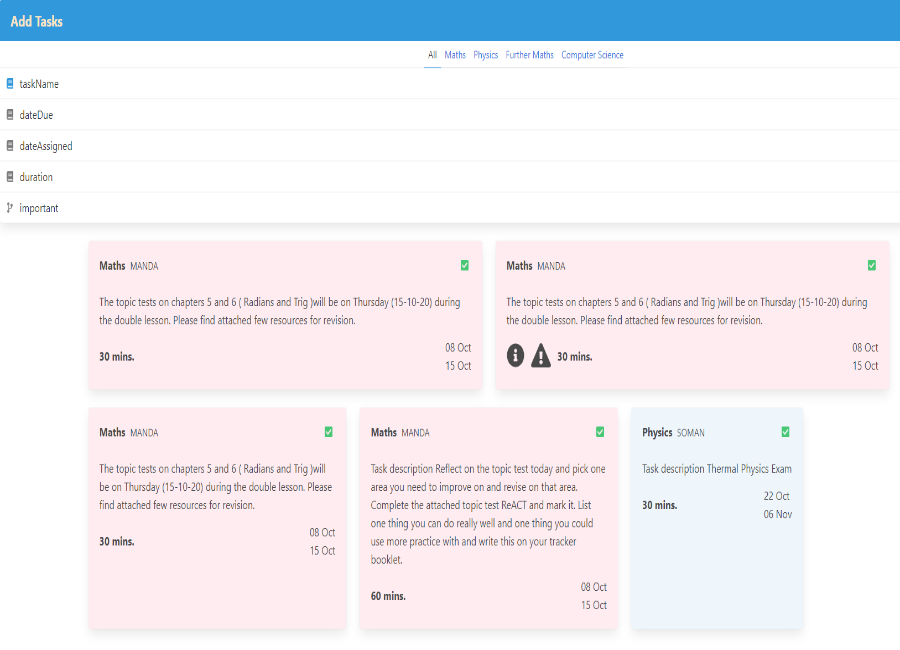 Add Tasks
All Maths Physics Further Maths Computer Science
taskName
dateDue
dateAssigned
duration
important
Maths MANDA
The topic tests on chapters 5 and 6 ( Radians and Trig )will be on Thursday (15-10-20) during
the double lesson. Please find attached few resources for revision.
30 mins.
08 Oct
15 Oct
Maths MANDA
The topic tests on chapters 5 and 6 ( Radians and Trig )will be on Thursday (15-10-20) during
the double lesson. Please find attached few resources for revision.
30 mins.
08 Oct
15 Oct
Maths MANDA
The topic tests on chapters 5 and 6 ( Radians and Trig )will
be on Thursday (15-10-20) during the double lesson. Please
find attached few resources for revision.
30 mins.
08 Oct
15 Oct
Maths MANDA
Task description Reflect on the topic test today and pick one
area you need to improve on and revise on that area.
Complete the attached topic test ReACT and mark it. List
one thing you can do really well and one thing you could
use more practice with and write this on your tracker
booklet.
60 mins.
08 Oct
15 Oct
Physics SOMAN
Task description Thermal Physics Exam
30 mins.
22 Oct
06 Nov